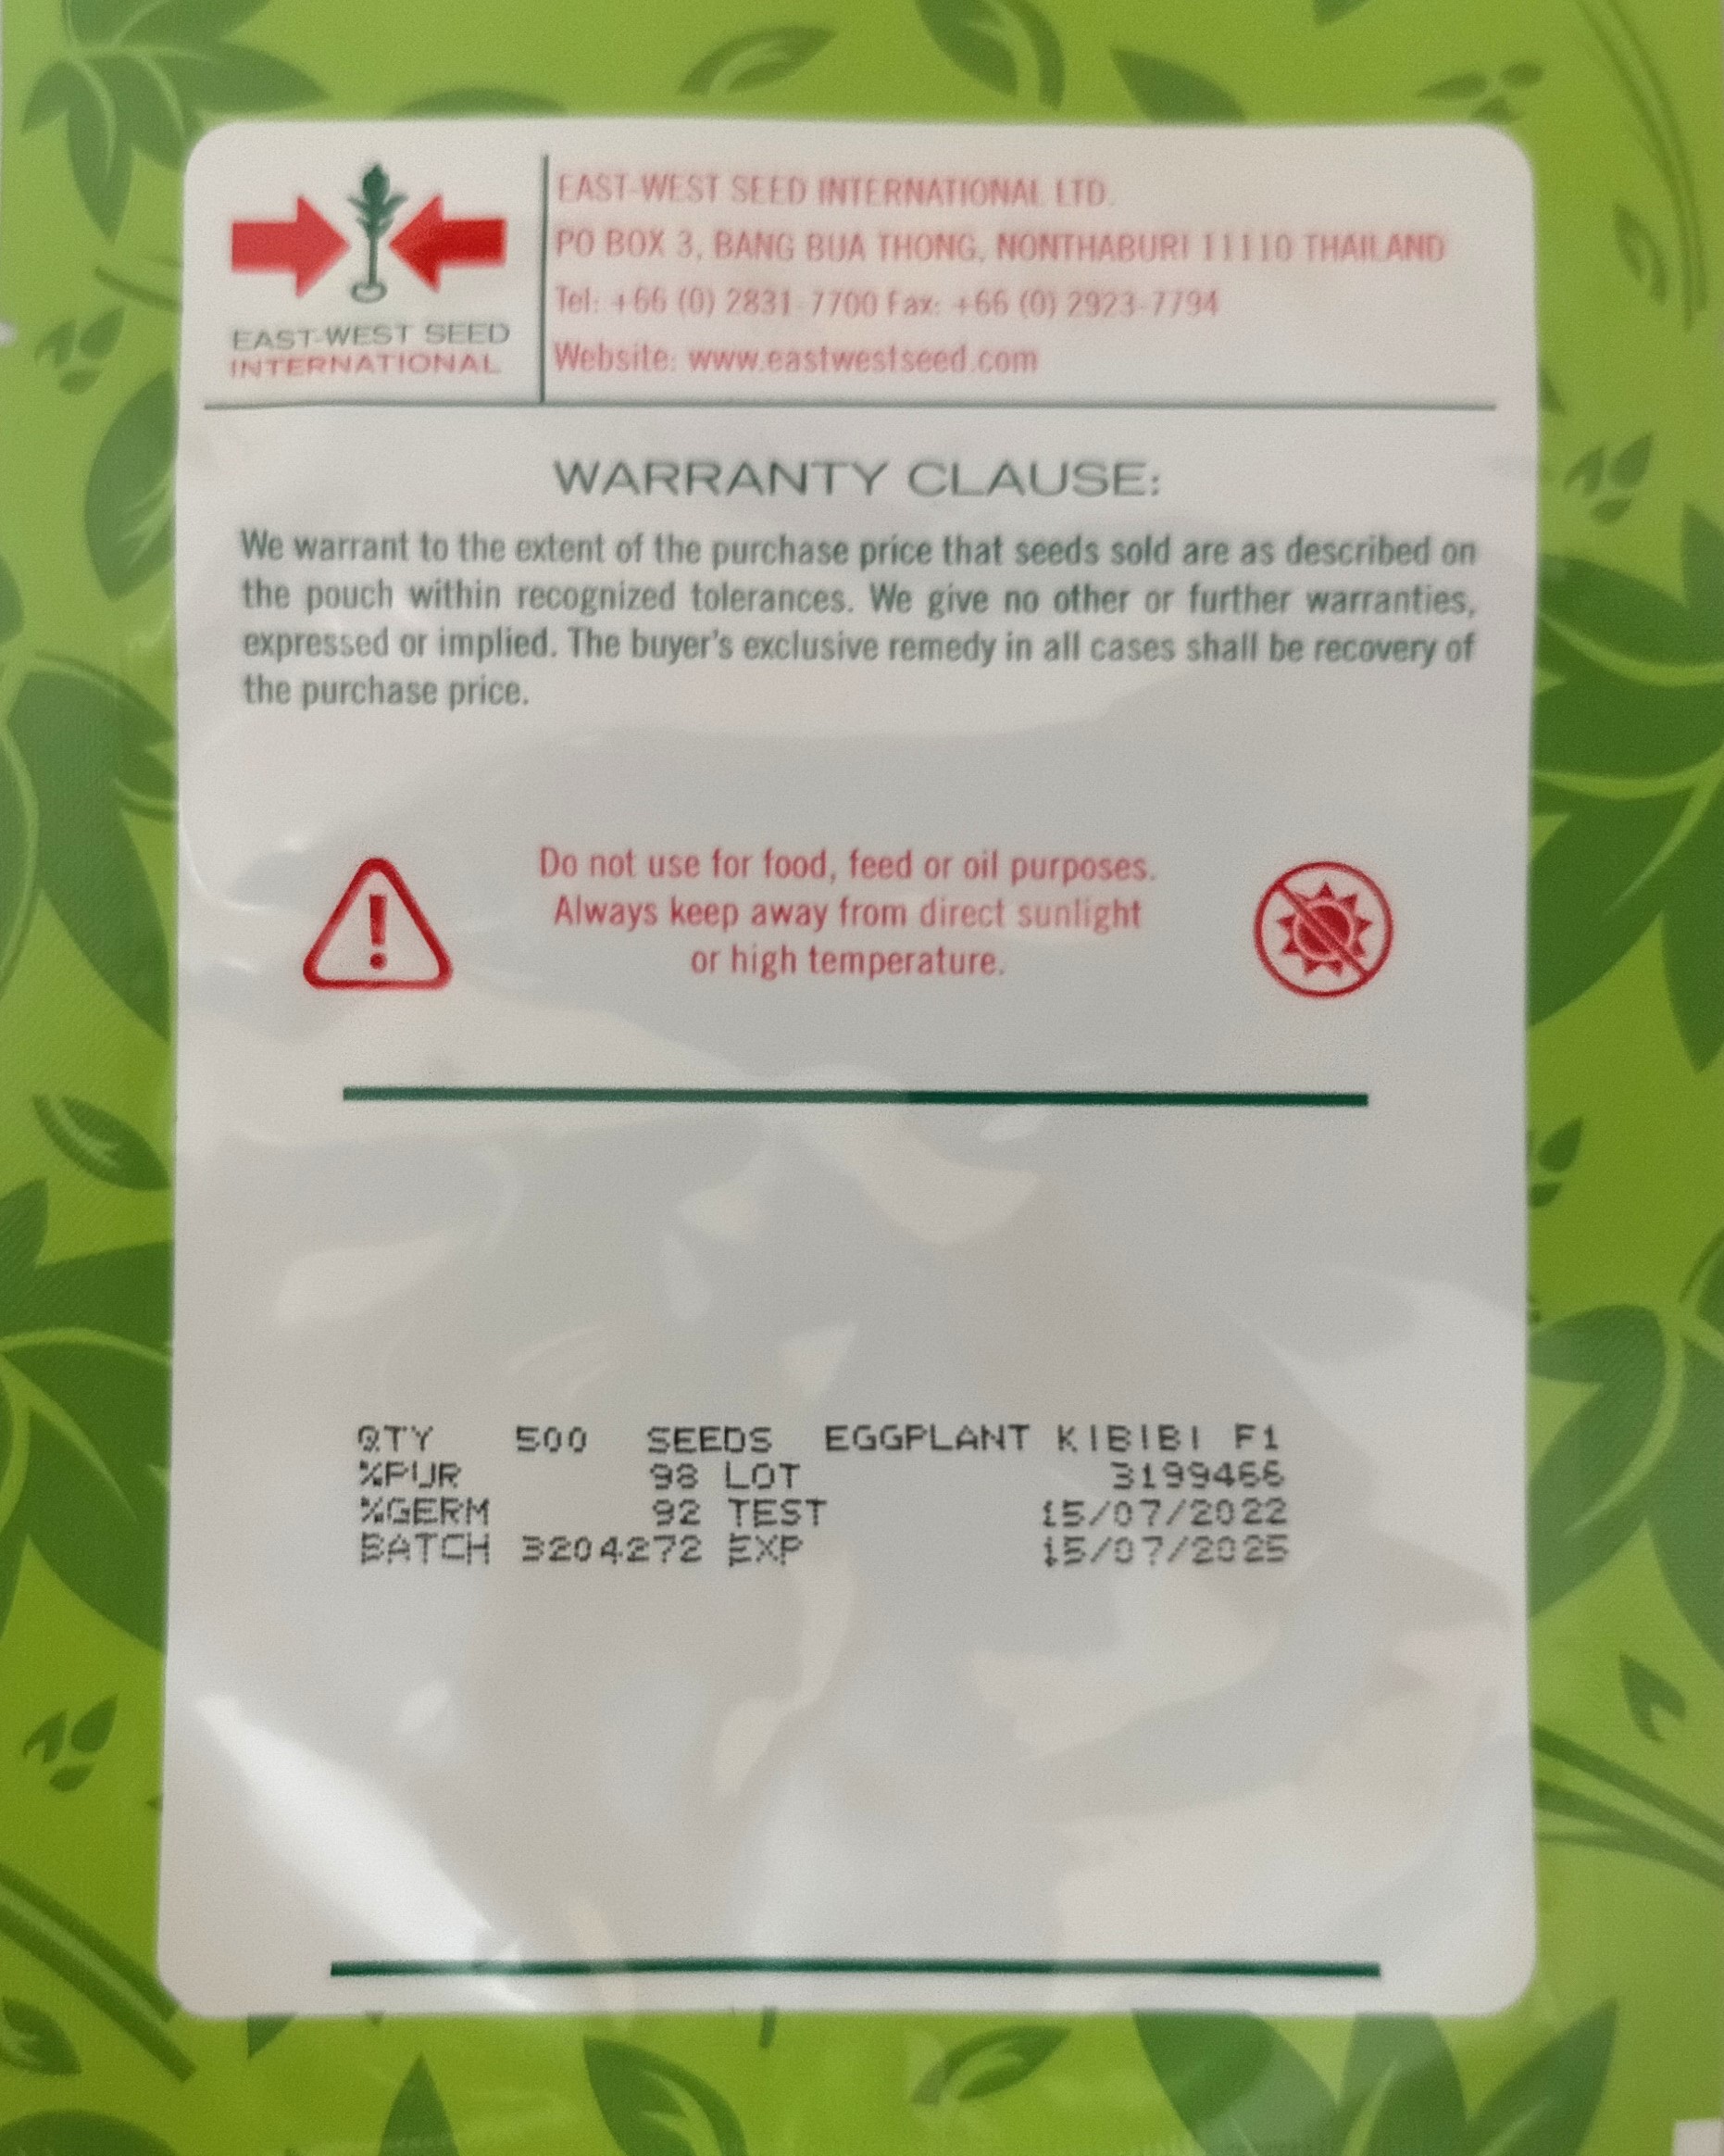 EAST-WEST SEED
INTERNATIONAL
EAST-WEST SEED INTERNATIONAL LTD.
PO BOX 3, BANG BUA THONG, NONTHABURI 11110 THAILAND
Tel: +66 (0) 2831-7700 Fax: +66 (0) 2923-7794
Website: www.eastwestseed.com
WARRANTY CLAUSE:
We warrant to the extent of the purchase price that seeds sold are as described on
the pouch within recognized tolerances. We give no other or further warranties,
expressed or implied. The buyer's exclusive remedy in all cases shall be recovery of
the purchase price.
Do not use for food, feed or oil purposes.
Always keep away from direct sunlight
or high temperature.
QTY 500 SEEDS EGGPLANT KIBIBI F1
%PUR 98 LOT 3199466
%GERM 92 TEST 15/07/2022
BATCH 3204272 EXP 15/07/2025